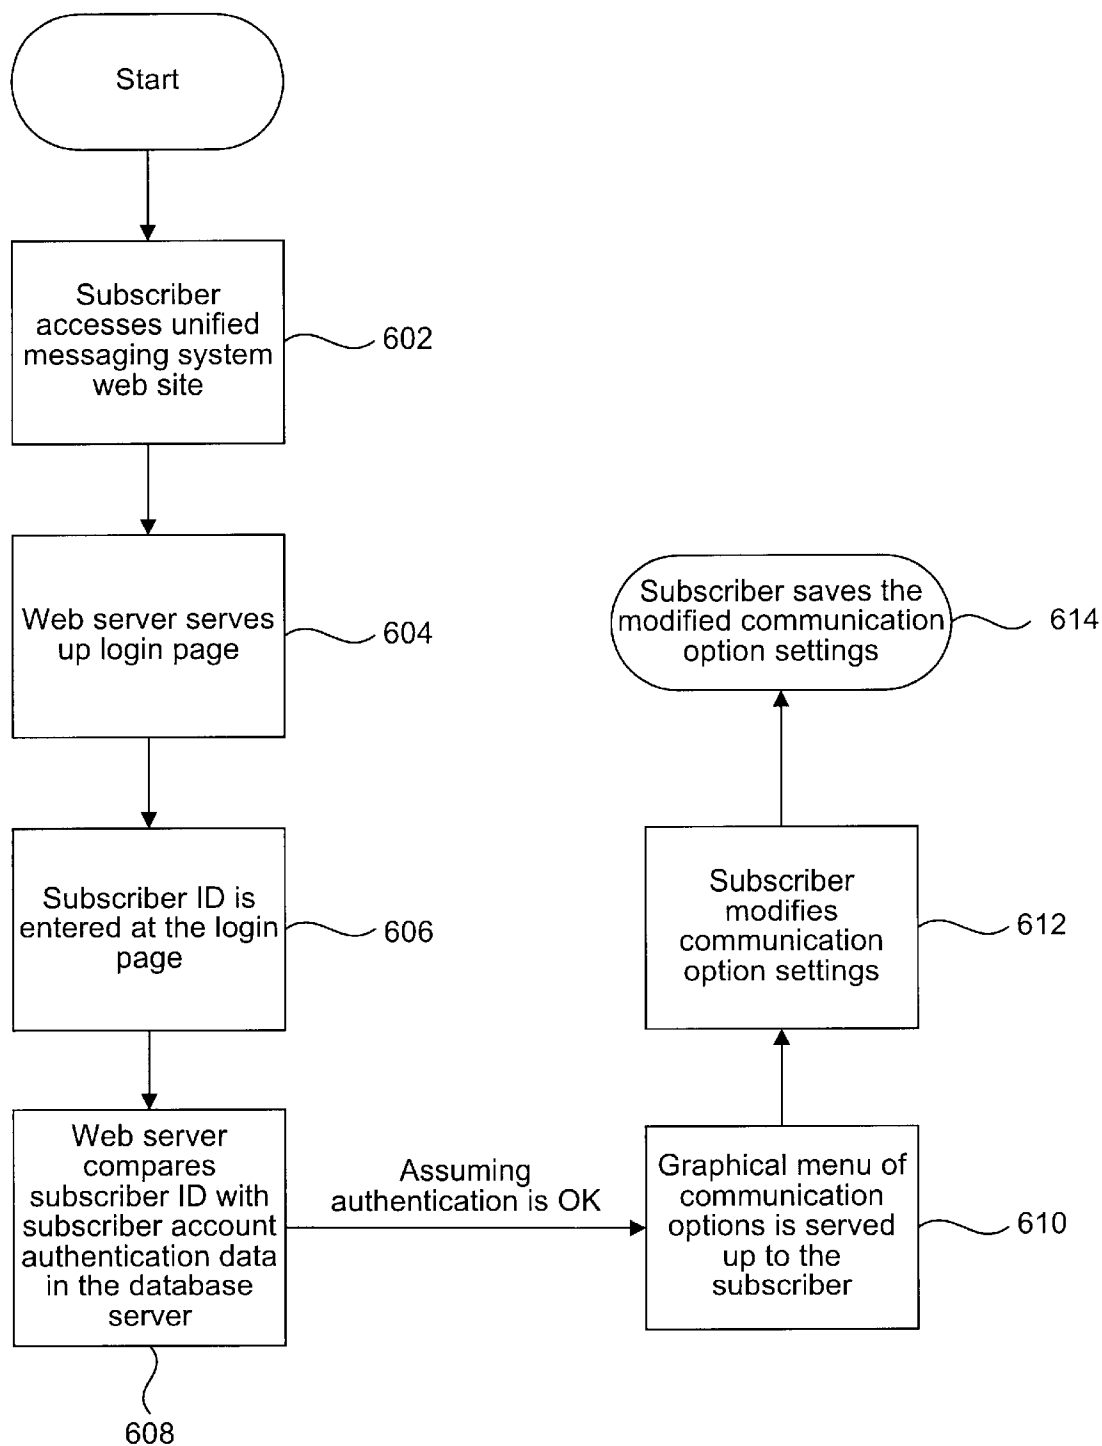 Start
Subscriber
accesses unified
messaging system
web site
602
Web server serves
up login page
604
Subscriber ID is
entered at the login
page
606
Web server
compares
subscriber ID with
subscriber account
authentication data
in the database
server
608
Assuming
authentication is OK
Graphical menu of
communication
options is served
up to the
subscriber
610
Subscriber
modifies
communication
option settings
612
Subscriber saves the
modified communication
option settings
614